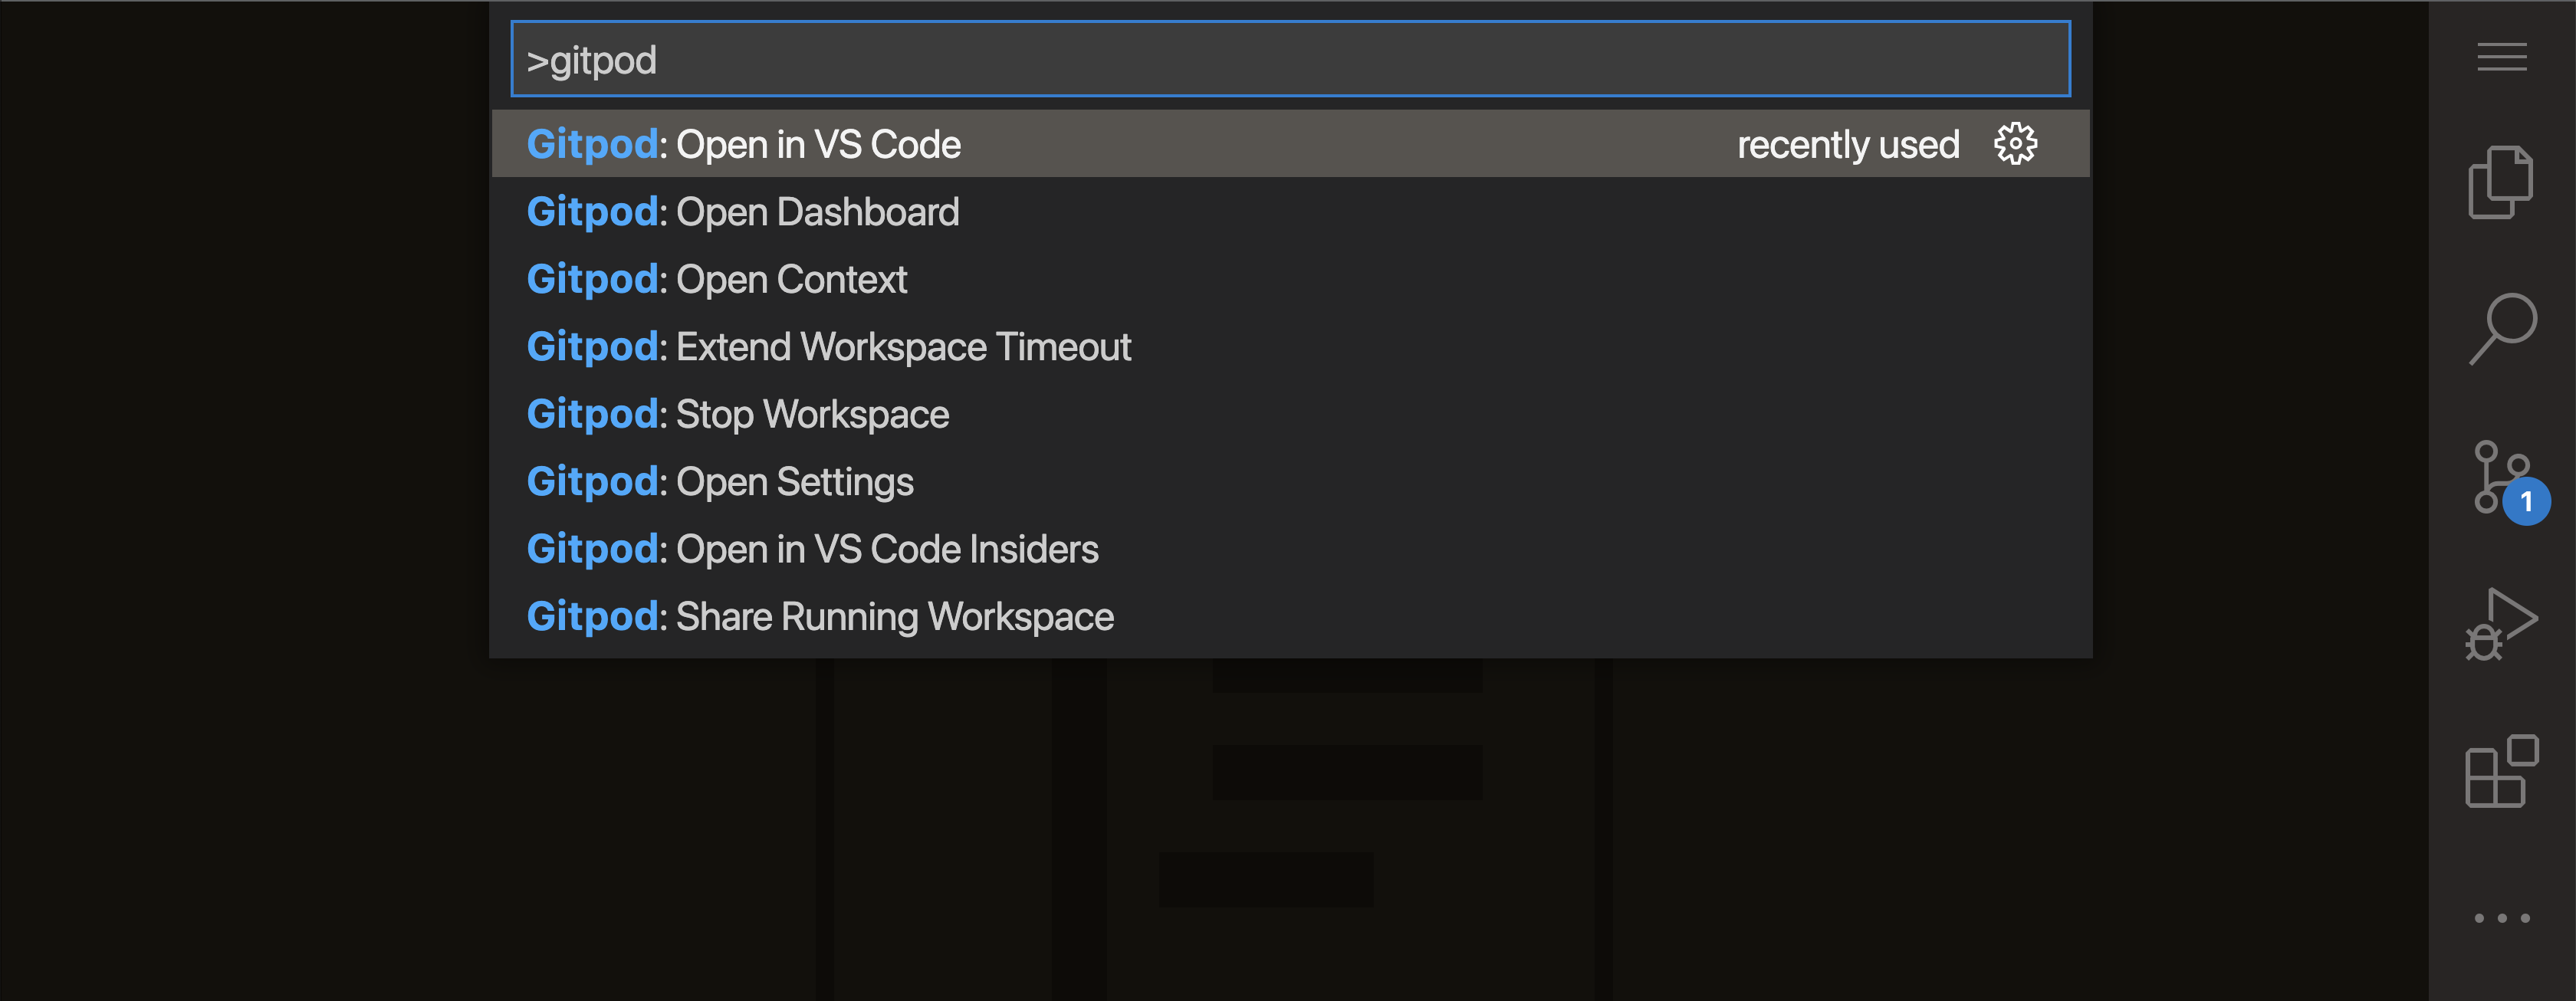 >gitpod
Gitpod: Open in VS Code recently used
Gitpod: Open Dashboard
Gitpod: Open Context
Gitpod: Extend Workspace Timeout
Gitpod: Stop Workspace
Gitpod: Open Settings
Gitpod: Open in VS Code Insiders
Gitpod: Share Running Workspace
1